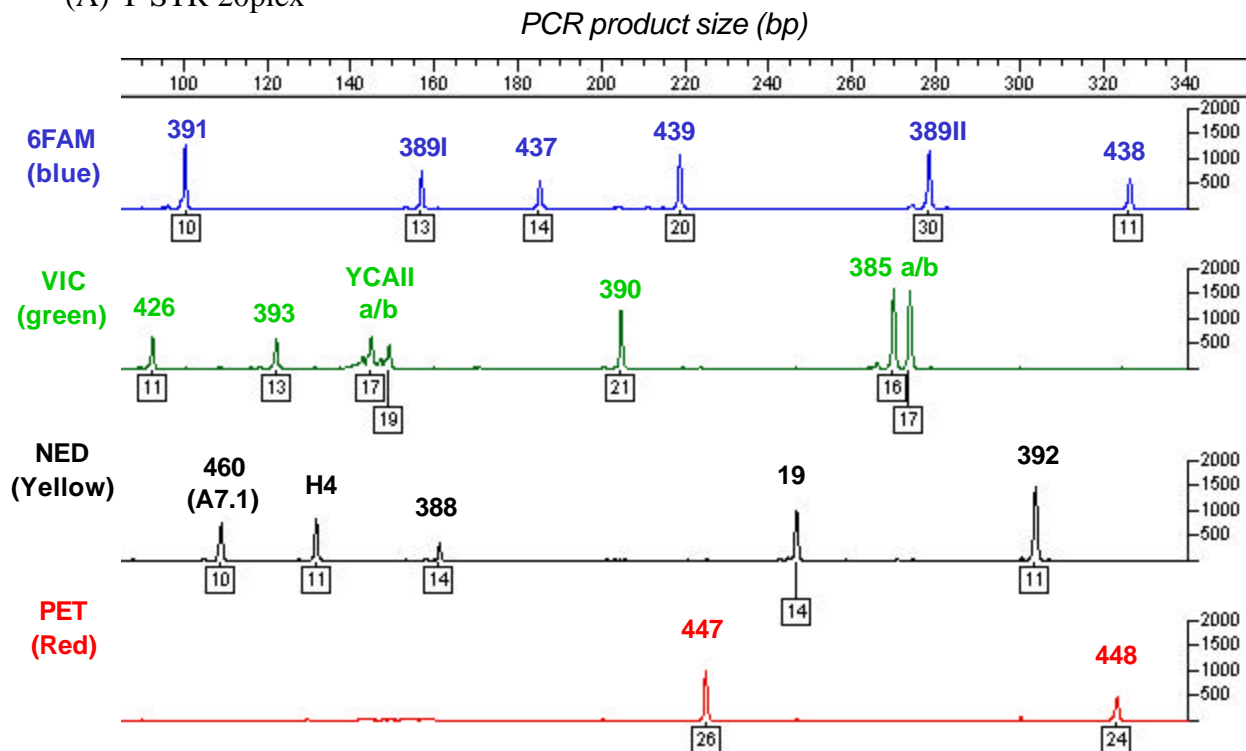 (A) Y-STR 20plex
PCR product size (bp)
100 120 140 160 180 200 220 240 260 280 300 320 340
6FAM
(blue)
391 389I 437 439 389II 438
2000
1500
1000
500
10 13 14 20 30 11
VIC
(green)
426 393 YCAII
a/b 390 385 a/b
2000
1500
1000
500
11 13 17 21 16
19 17
NED
(Yellow)
460
(A7.1) H4 388 19 392
2000
1500
1000
500
10 11 14 11
14
PET
(Red)
447 448
2000
1500
1000
500
26 24